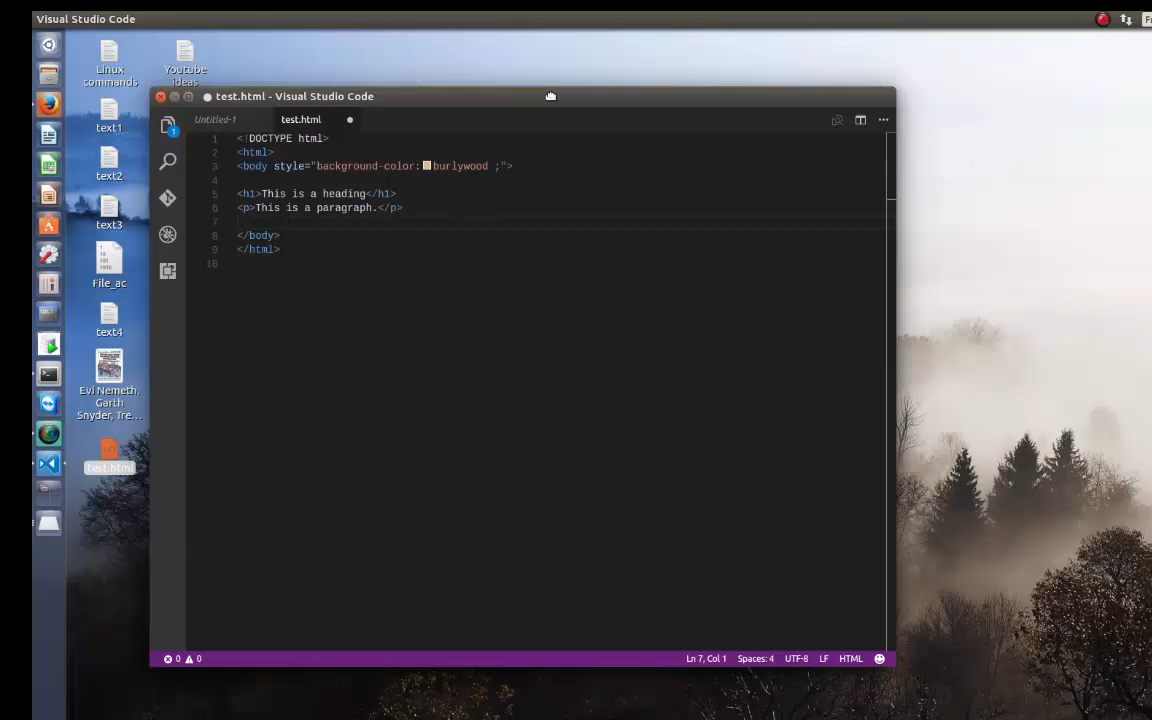 Visual Studio Code
Linux commands
Youtube ideas
text1
text2
text3
File_ac
text4
Evi Nemeth, Garth Snyder, Tre...
test.html
● test.html - Visual Studio Code
Untitled-1
test.html
1
1 <!DOCTYPE html>
2 <html>
3 <body style="background-color: burlywood ;">
4
5 <h1>This is a heading</h1>
6 <p>This is a paragraph.</p>
7
8 </body>
9 </html>
10
0 0
Ln 7, Col 1 Spaces: 4 UTF-8 LF HTML